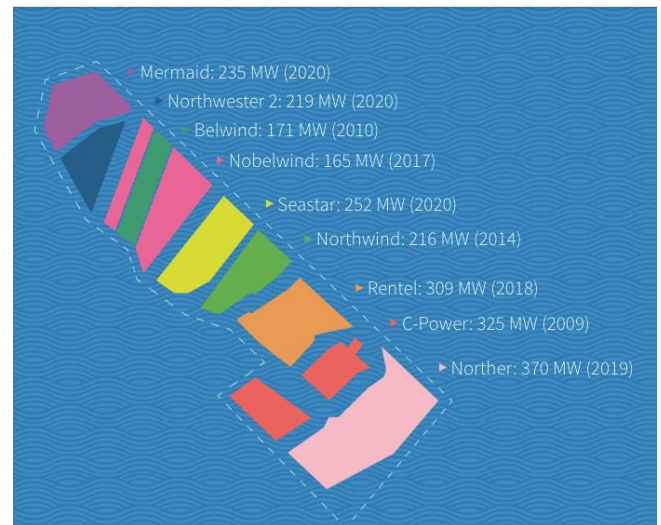 Mermaid: 235 MW (2020)
Northwester 2: 219 MW (2020)
Belwind: 171 MW (2010)
Nobelwind: 165 MW (2017)
Seastar: 252 MW (2020)
Northwind: 216 MW (2014)
Rentel: 309 MW (2018)
C-Power: 325 MW (2009)
Norther: 370 MW (2019)